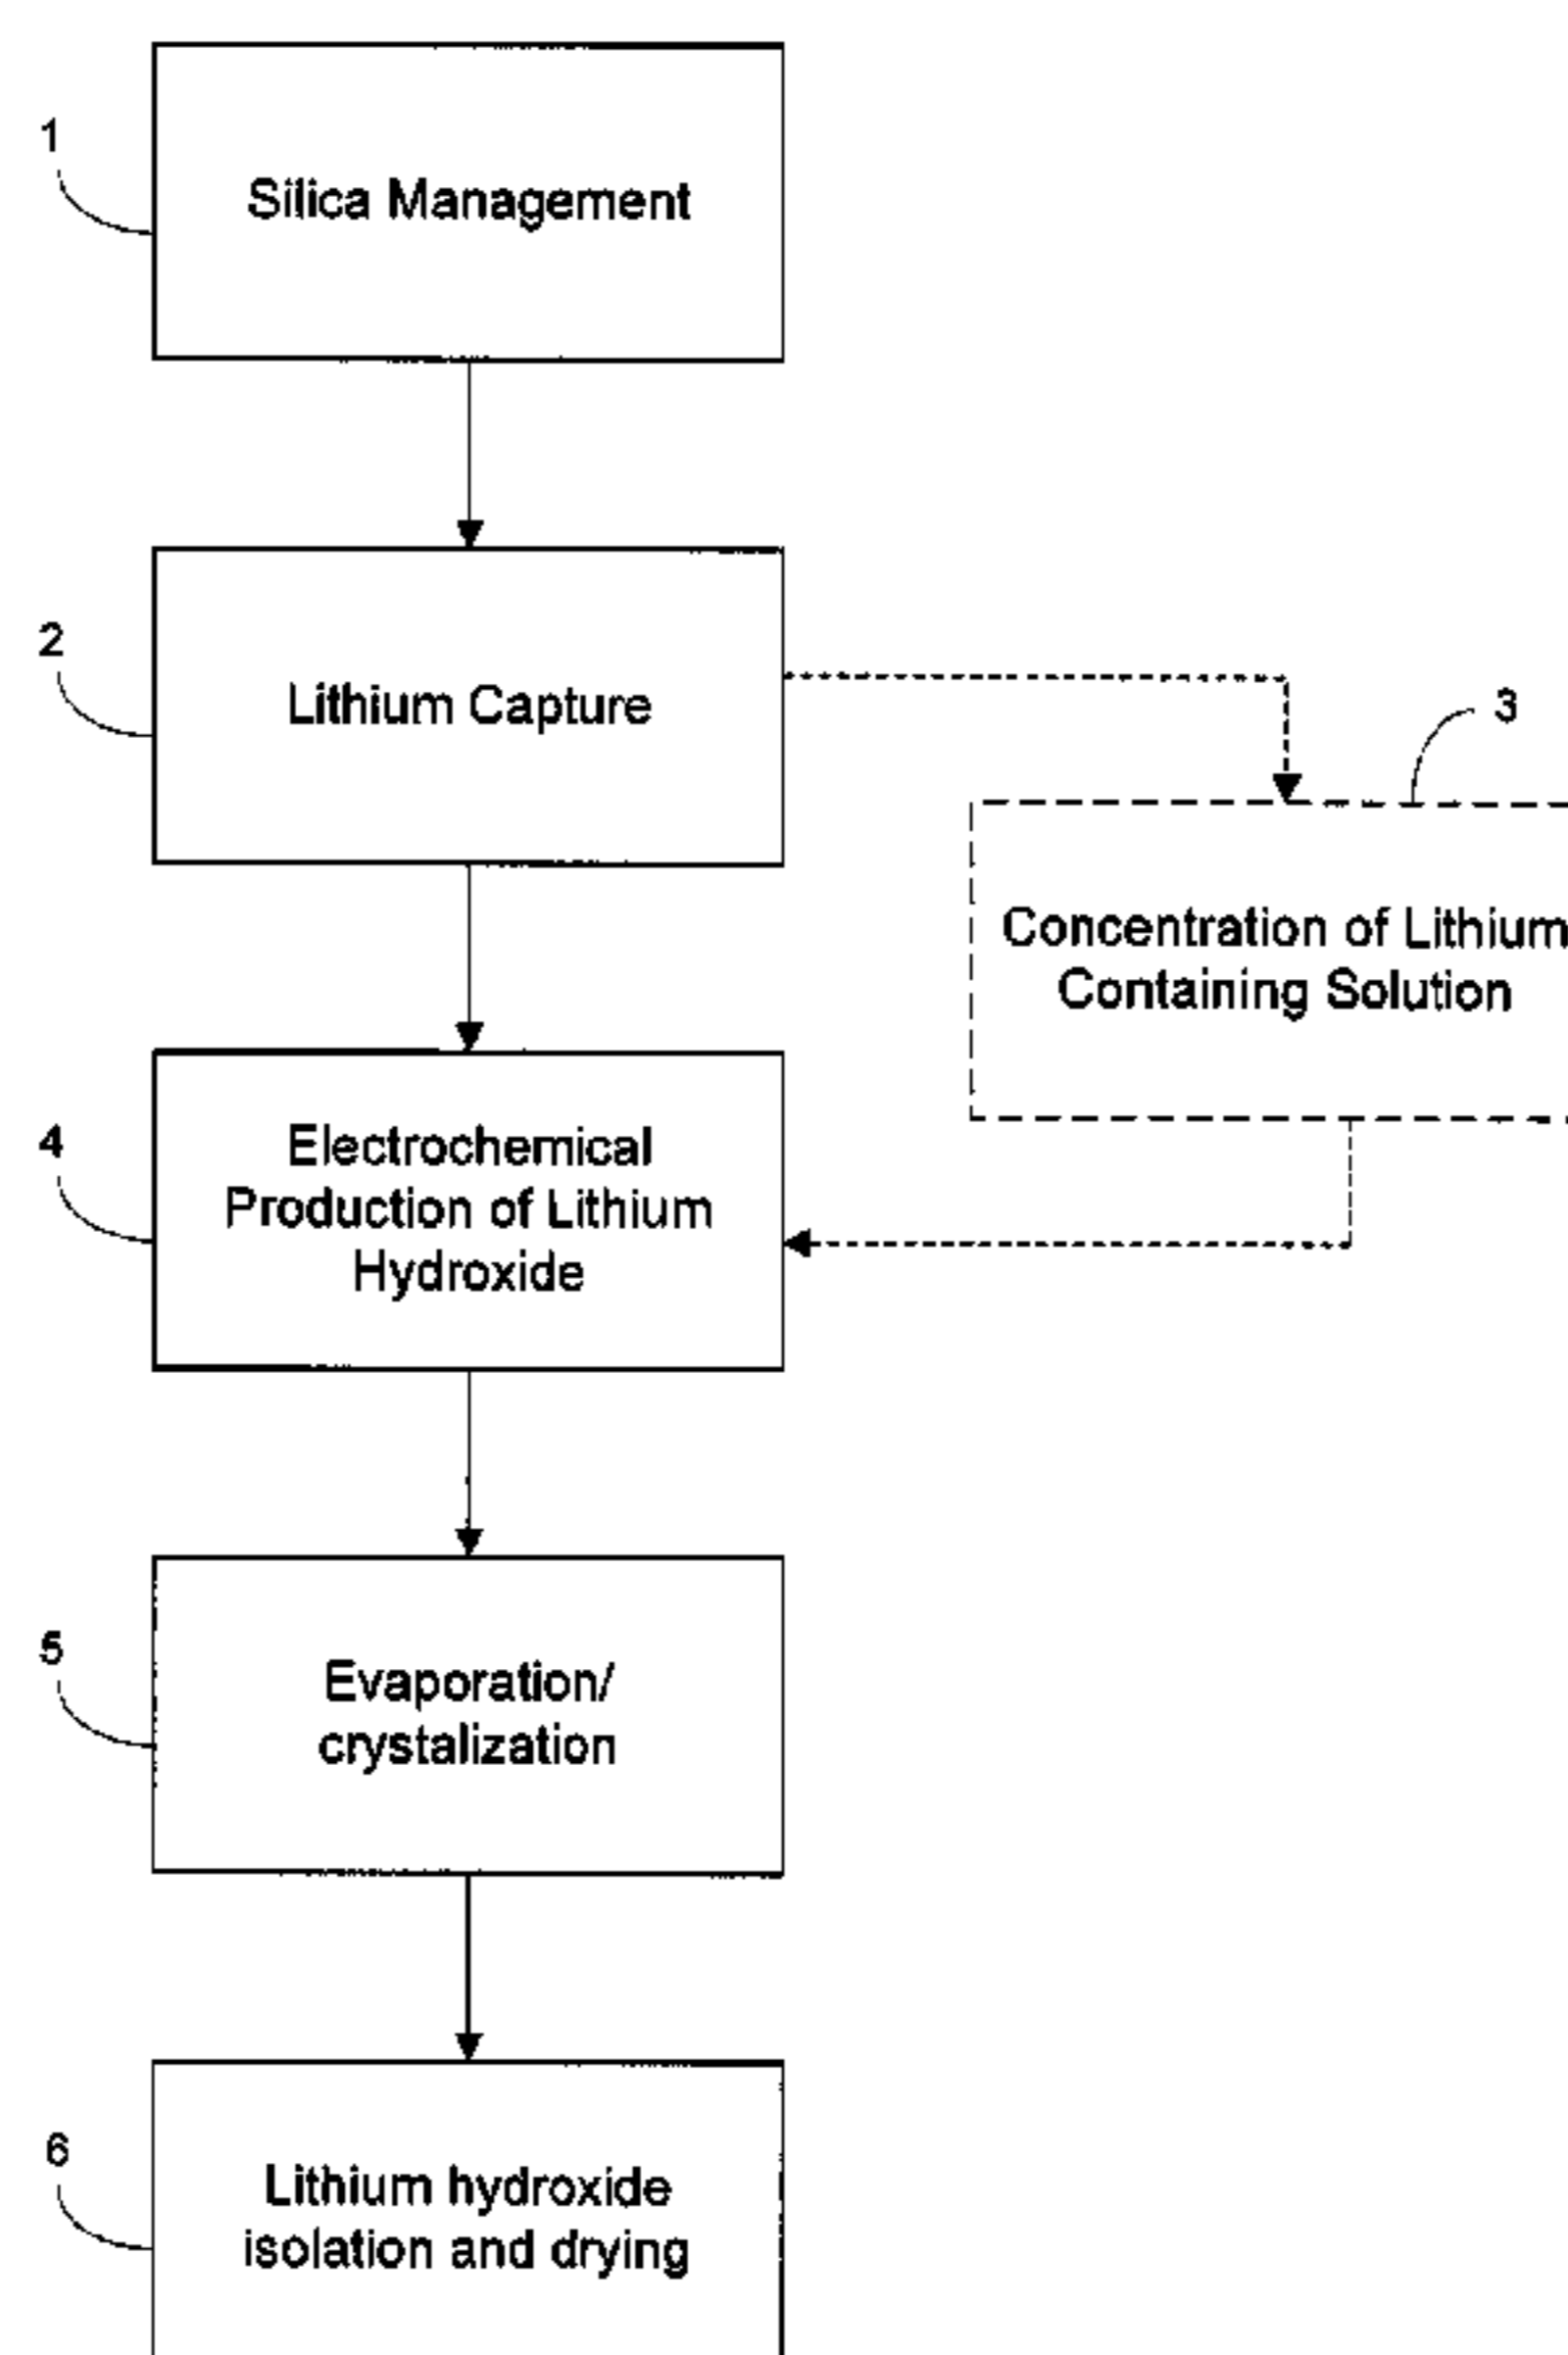 1
Silica Management
2
Lithium Capture
3
Concentration of Lithium
Containing Solution
4
Electrochemical
Production of Lithium
Hydroxide
5
Evaporation/
crystalization
6
Lithium hydroxide
isolation and drying